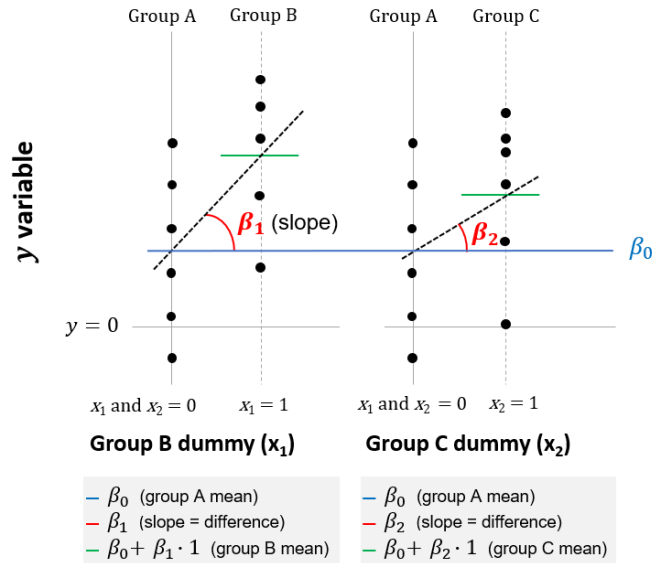 Group A Group B Group A Group C
y variable
β₁ (slope)
β₂
β₀
y = 0
x₁ and x₂ = 0 x₁ = 1 x₁ and x₂ = 0 x₂ = 1
Group B dummy (x₁) Group C dummy (x₂)
β₀ (group A mean)
β₁ (slope = difference)
β₀ + β₁ · 1 (group B mean)
β₀ (group A mean)
β₂ (slope = difference)
β₀ + β₂ · 1 (group C mean)